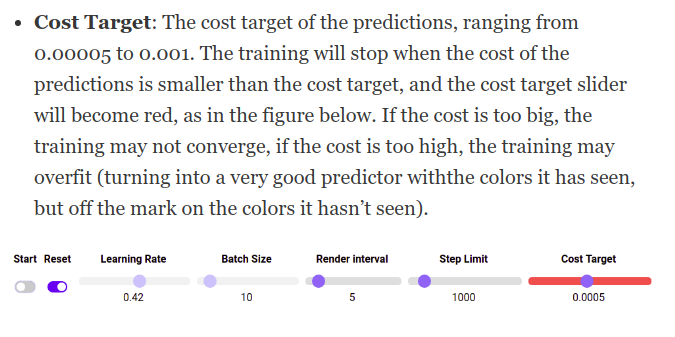 • Cost Target: The cost target of the predictions, ranging from
0.00005 to 0.001. The training will stop when the cost of the
predictions is smaller than the cost target, and the cost target slider
will become red, as in the figure below. If the cost is too big, the
training may not converge, if the cost is too high, the training may
overfit (turning into a very good predictor withthe colors it has seen,
but off the mark on the colors it hasn’t seen).
Start Reset Learning Rate Batch Size Render interval Step Limit Cost Target
0.42 10 5 1000 0.0005